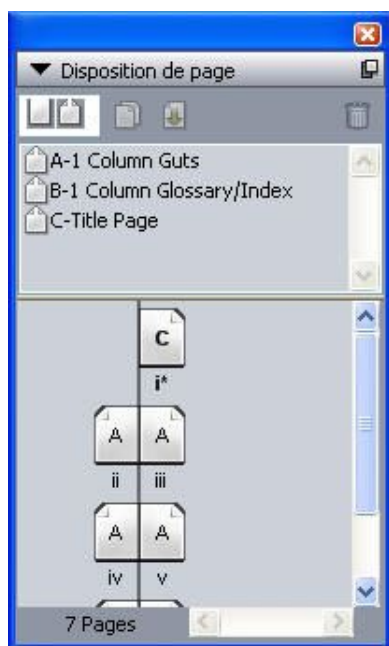 Disposition de page
A-1 Column Guts
B-1 Column Glossary/Index
C-Title Page
C
i*
A A
ii iii
A A
iv v
7 Pages